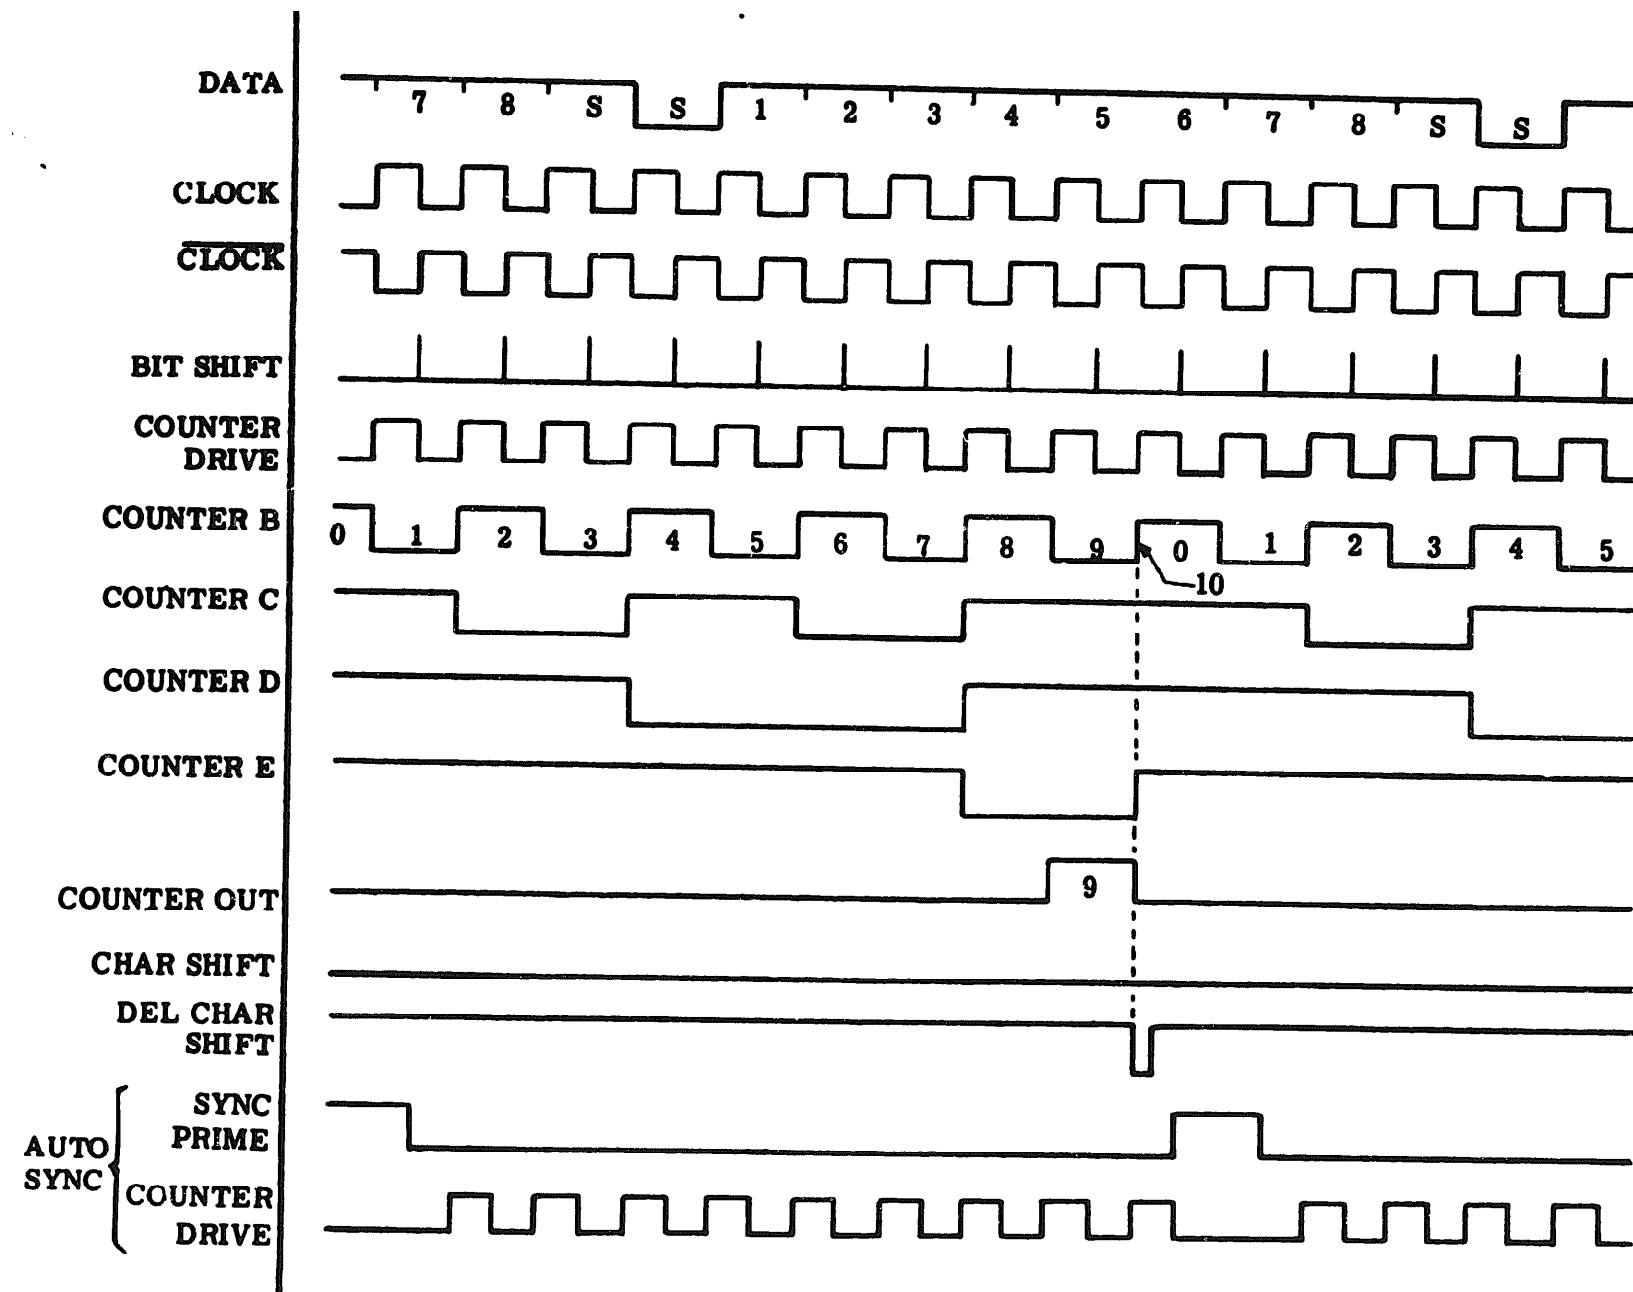 DATA 7 8 S S 1 2 3 4 5 6 7 8 S S
CLOCK
CLOCK
BIT SHIFT
COUNTER
DRIVE
COUNTER B 0 1 2 3 4 5 6 7 8 9 0 1 2 3 4 5
10
COUNTER C
COUNTER D
COUNTER E
COUNTER OUT 9
CHAR SHIFT
DEL CHAR
SHIFT
AUTO
SYNC
SYNC
PRIME
COUNTER
DRIVE